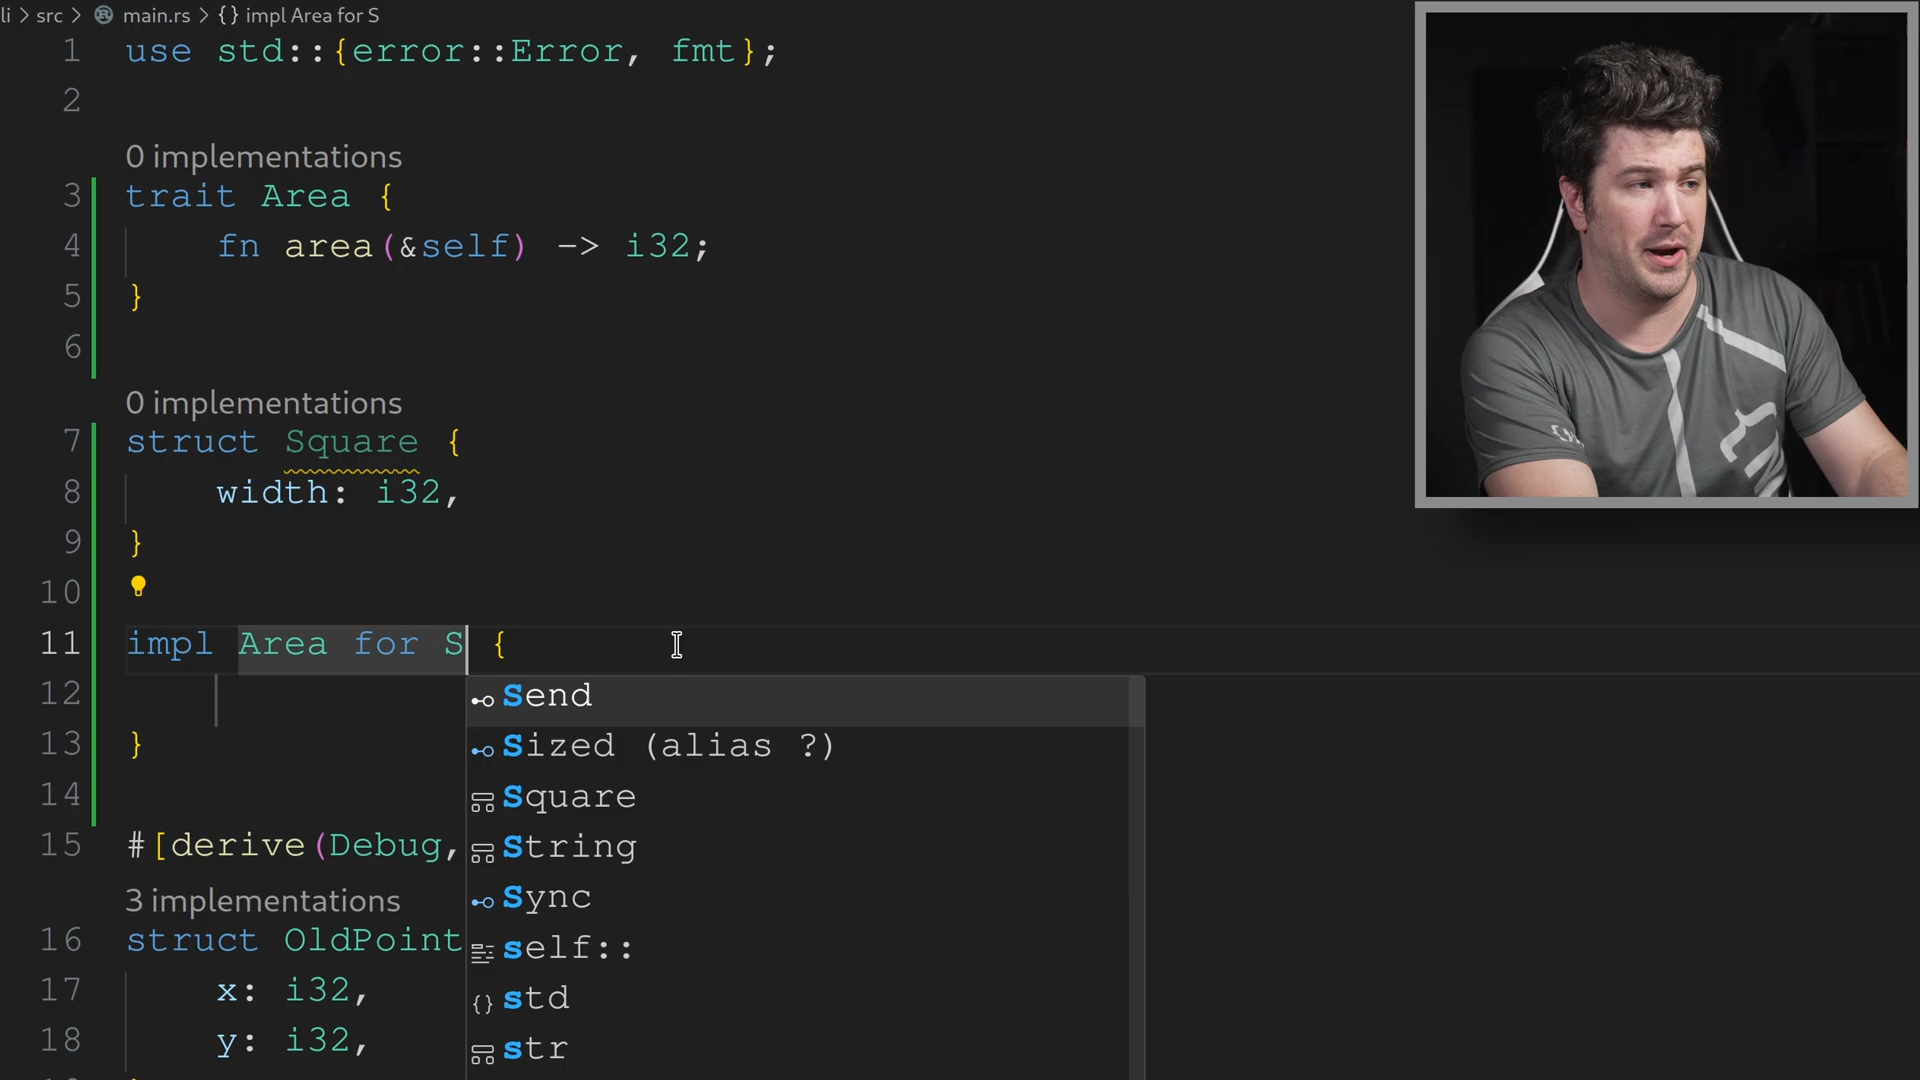 li > src > main.rs > {} impl Area for S
1 use std::{error::Error, fmt};
2
0 implementations
3 trait Area {
4 fn area(&self) -> i32;
5 }
6
0 implementations
7 struct Square {
8 width: i32,
9 }
10
11 impl Area for S {
12 Send
Sized (alias ?)
13 }
14 Square
15 #[derive(Debug, String
3 implementations Sync
16 struct OldPoint self::
17 x: i32, std
18 y: i32, str